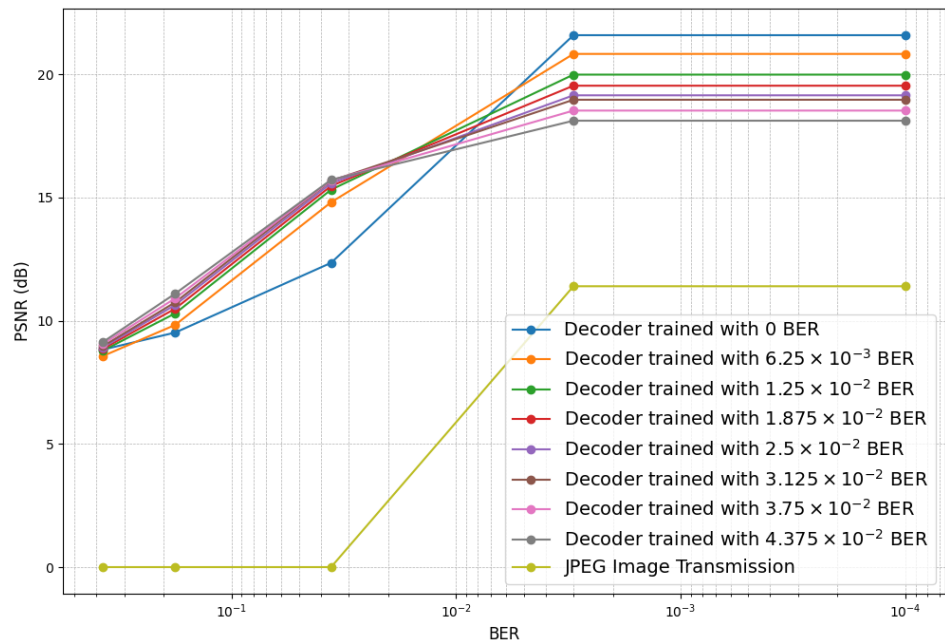 20
15
10
5
0
PSNR (dB)
Decoder trained with 0 BER
Decoder trained with 6.25 × 10⁻³ BER
Decoder trained with 1.25 × 10⁻² BER
Decoder trained with 1.875 × 10⁻² BER
Decoder trained with 2.5 × 10⁻² BER
Decoder trained with 3.125 × 10⁻² BER
Decoder trained with 3.75 × 10⁻² BER
Decoder trained with 4.375 × 10⁻² BER
JPEG Image Transmission
10⁻¹ 10⁻² 10⁻³ 10⁻⁴
BER